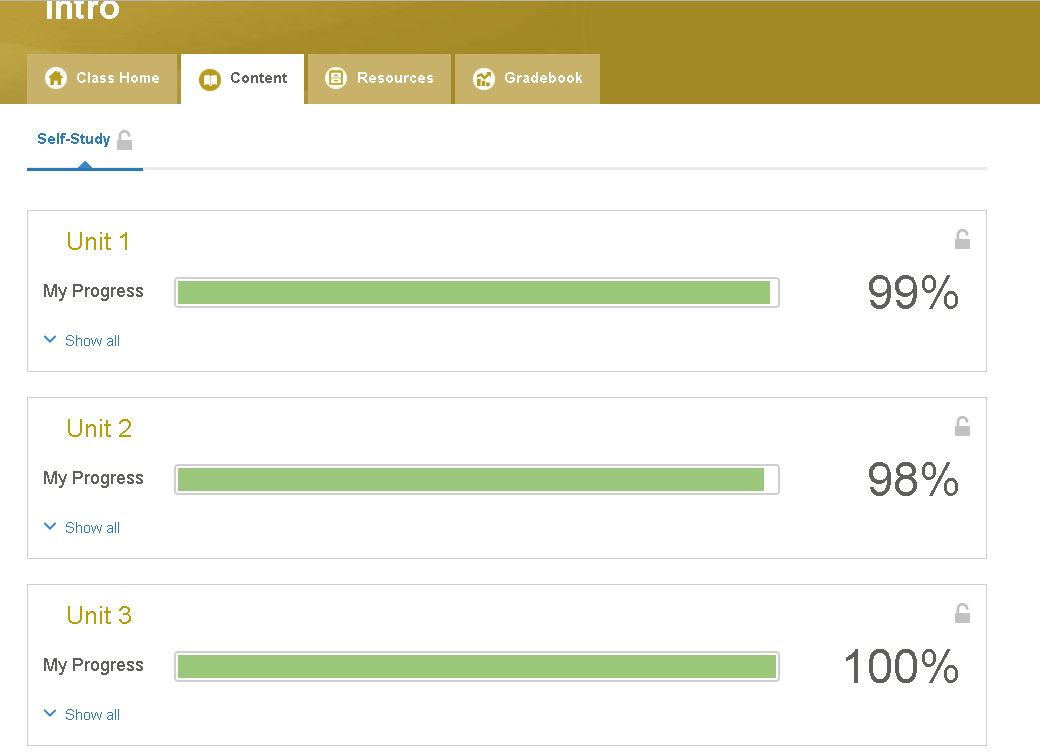 Intro
Class Home Content Resources Gradebook
Self-Study
Unit 1
My Progress 99%
Show all
Unit 2
My Progress 98%
Show all
Unit 3
My Progress 100%
Show all